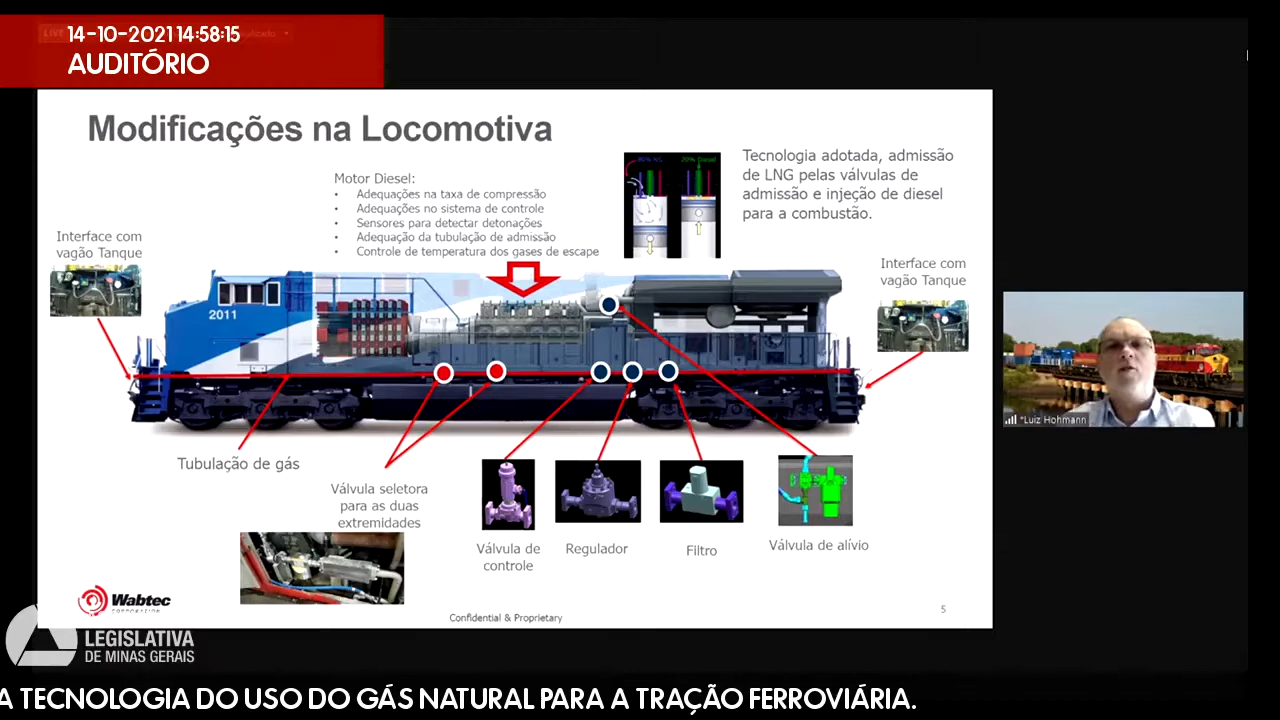 14-10-2021 14:58:15
AUDITÓRIO
LIVE
Modificações na Locomotiva
Motor Diesel:
• Adequações na taxa de compressão
• Adequações no sistema de controle
• Sensores para detectar detonações
• Adequação da tubulação de admissão
• Controle de temperatura dos gases de escape
20% Diesel
Tecnologia adotada, admissão
de LNG pelas válvulas de
admissão e injeção de diesel
para a combustão.
Interface com
vagão Tanque
Interface com
vagão Tanque
2011
*Luiz Hohmann
Tubulação de gás
Válvula seletora
para as duas
extremidades
Válvula de
controle
Regulador
Filtro
Válvula de alívio
Wabtec
CORPORATION
Confidential & Proprietary
5
LEGISLATIVA
DE MINAS GERAIS
A TECNOLOGIA DO USO DO GÁS NATURAL PARA A TRAÇÃO FERROVIÁRIA.